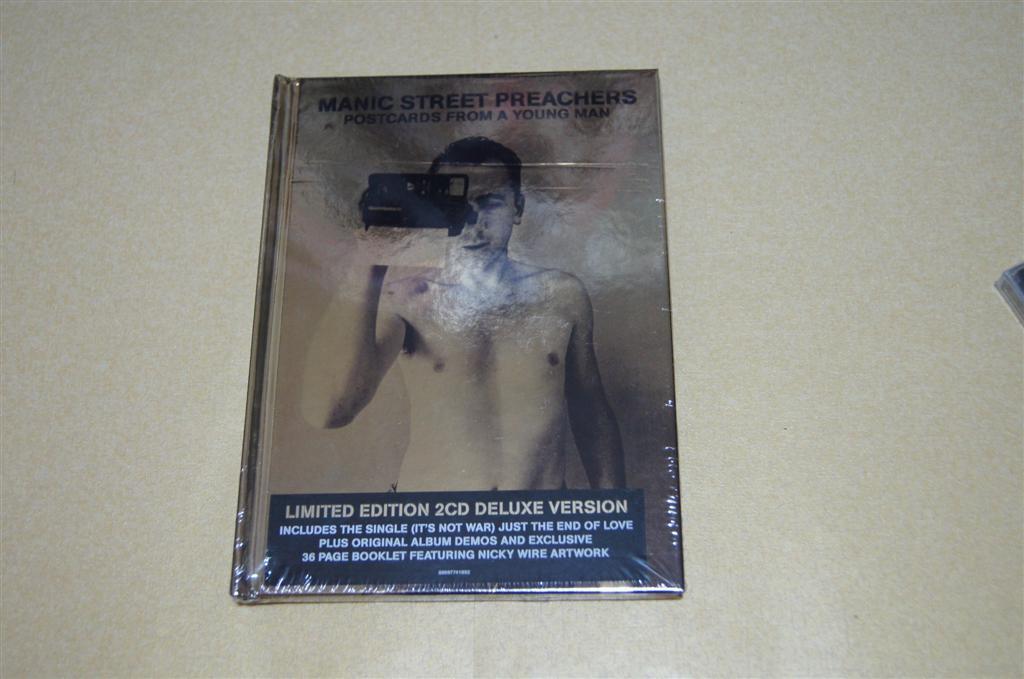 MANIC STREET PREACHERS
POSTCARDS FROM A YOUNG MAN
LIMITED EDITION 2CD DELUXE VERSION
INCLUDES THE SINGLE (IT'S NOT WAR) JUST THE END OF LOVE
PLUS ORIGINAL ALBUM DEMOS AND EXCLUSIVE
36 PAGE BOOKLET FEATURING NICKY WIRE ARTWORK